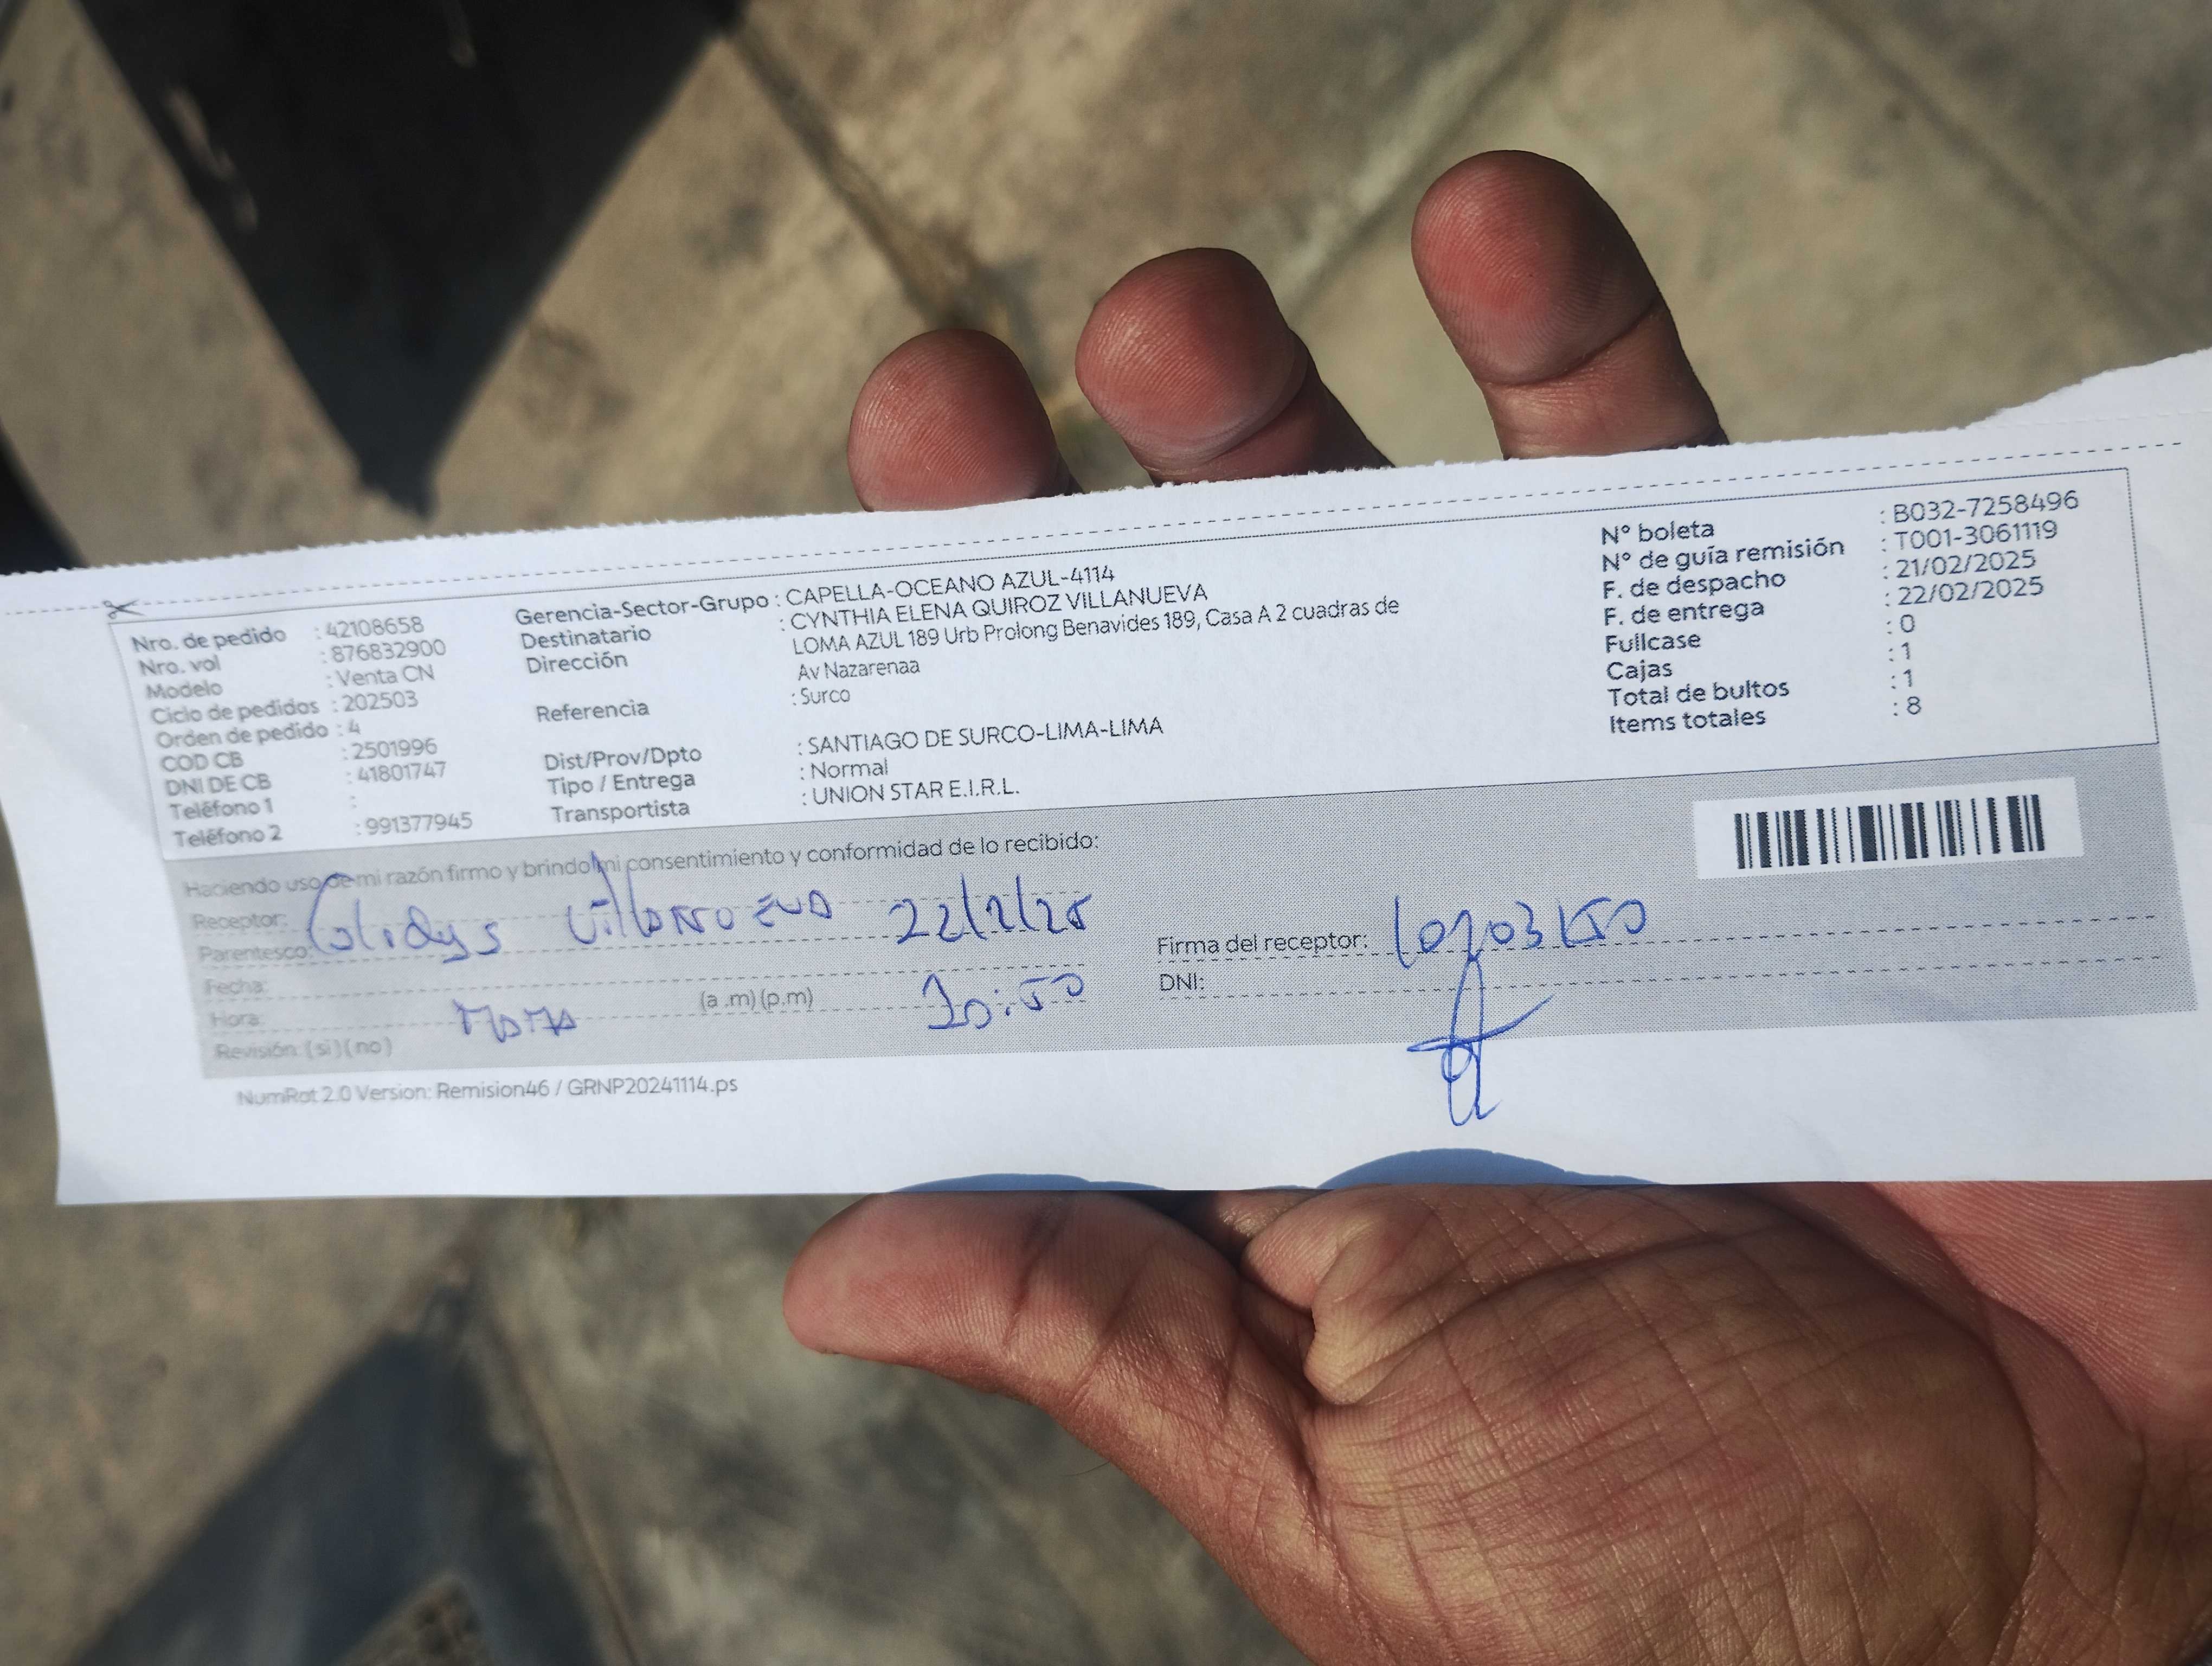 Nro. de pedido : 42108658
Nro. vol : 876832900
Modelo : Venta CN
Ciclo de pedidos : 202503
Orden de pedido : 4
COD CB : 2501996
DNI DE CB : 41801747
Teléfono 1 :
Teléfono 2 : 991377945
Gerencia-Sector-Grupo : CAPELLA-OCEANO AZUL-4114
Destinatario : CYNTHIA ELENA QUIROZ VILLANUEVA
Dirección LOMA AZUL 189 Urb Prolong Benavides 189, Casa A 2 cuadras de
Av Nazarenaa
Referencia : Surco
Dist/Prov/Dpto : SANTIAGO DE SURCO-LIMA-LIMA
Tipo / Entrega : Normal
Transportista : UNION STAR E.I.R.L.
N° boleta : B032-7258496
N° de guía remisión : T001-3061119
F. de despacho : 21/02/2025
F. de entrega : 22/02/2025
Fullcase : 0
Cajas : 1
Total de bultos : 1
Items totales : 8
Haciendo uso de mi razón firmo y brindo mi consentimiento y conformidad de lo recibido:
Receptor:
Parentesco:
22/2/25
Fecha:
Hora: (a .m) (p.m)
Revisión: ( si ) ( no )
Firma del receptor:
DNI:
NumRot 2.0 Version: Remision46 / GRNP20241114.ps